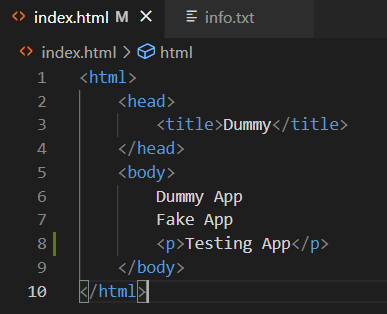 index.html M info.txt
index.html > html
1 <html>
2 <head>
3 <title>Dummy</title>
4 </head>
5 <body>
6 Dummy App
7 Fake App
8 <p>Testing App</p>
9 </body>
10 </html>